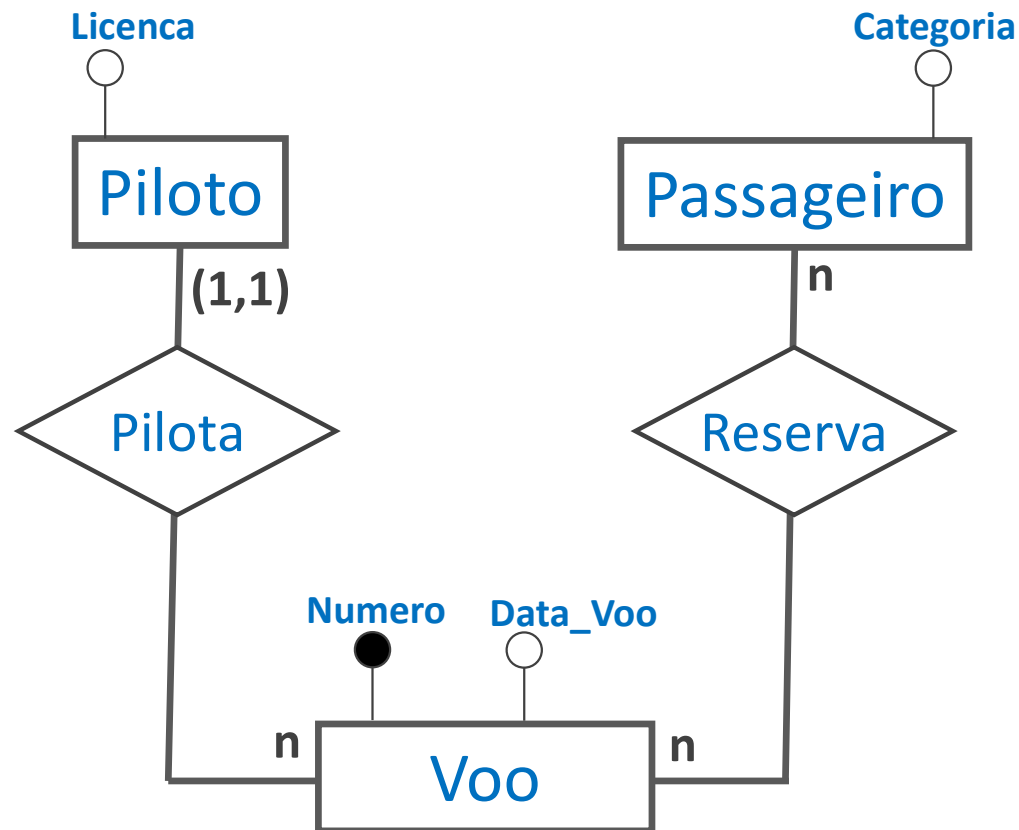 Licenca
Categoria
Piloto
Passageiro
(1,1)
n
Pilota
Reserva
Numero
Data_Voo
n
Voo
n